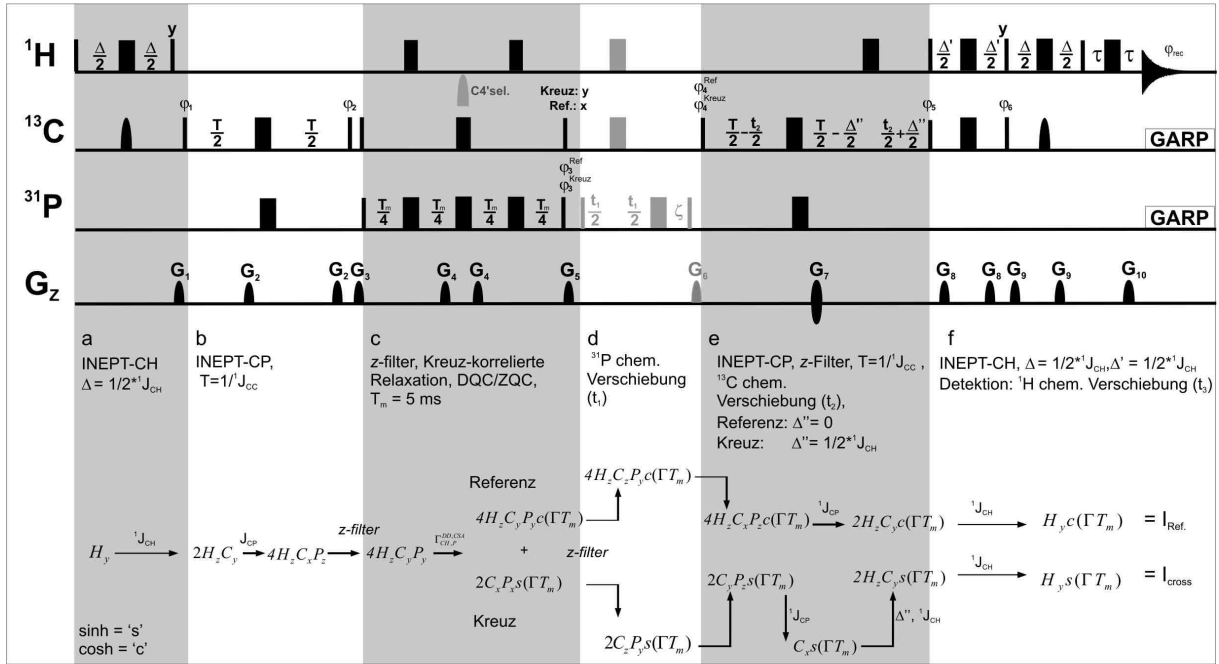 ¹H Δ/2 Δ/2 y Δ'/2 y Δ'/2 Δ/2 Δ/2 τ τ φrec
C4'sel. Kreuz: y
Ref.: x
φ₄Ref
φ₄Kreuz
¹³C φ₁ T/2 T/2 φ₂ T/2 - t₂/2 T/2 - Δ'' t₂/2 + Δ'' φ₅ φ₆ GARP
φ₃Ref
φ₃Kreuz
³¹P Tm/4 Tm/4 Tm/4 Tm/4 t₁/2 t₁/2 ζ GARP
Gz G₁ G₂ G₂ G₃ G₄ G₄ G₅ G₆ G₇ G₈ G₈ G₉ G₉ G₁₀
a
INEPT-CH
Δ = 1/2*¹JCH
b
INEPT-CP,
T=1/¹JCC
c
z-filter, Kreuz-korrelierte
Relaxation, DQC/ZQC,
Tm = 5 ms
d
³¹P chem.
Verschiebung
(t₁)
e
INEPT-CP, z-Filter, T=1/¹JCC ,
¹³C chem.
Verschiebung (t₂),
Referenz: Δ''= 0
Kreuz: Δ''= 1/2*¹JCH
f
INEPT-CH, Δ = 1/2*¹JCH,Δ' = 1/2*¹JCH
Detektion: ¹H chem. Verschiebung (t₃)
Referenz
4HzCzPyc(ΓTm)
4HzCyPyc(ΓTm)
4HzCxPzc(ΓTm) ¹JCP 2HzCyc(ΓTm) ¹JCH Hyc(ΓTm) = IRef.
Hy ¹JCH 2HzCy JCP 4HzCxPz z-filter 4HzCyPy ΓDD,CSA CH,P + z-filter
2CxPxs(ΓTm)
2CyPzs(ΓTm) 2HzCys(ΓTm) ¹JCH Hys(ΓTm) = Icross
Kreuz
¹JCP Δ'', ¹JCH
2CzPys(ΓTm) Cxs(ΓTm)
sinh = 's'
cosh = 'c'